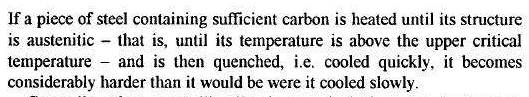 If a piece of steel containing sufficient carbon is heated until its structure
is austenitic – that is, until its temperature is above the upper critical
temperature – and is then quenched, i.e. cooled quickly, it becomes
considerably harder than it would be were it cooled slowly.